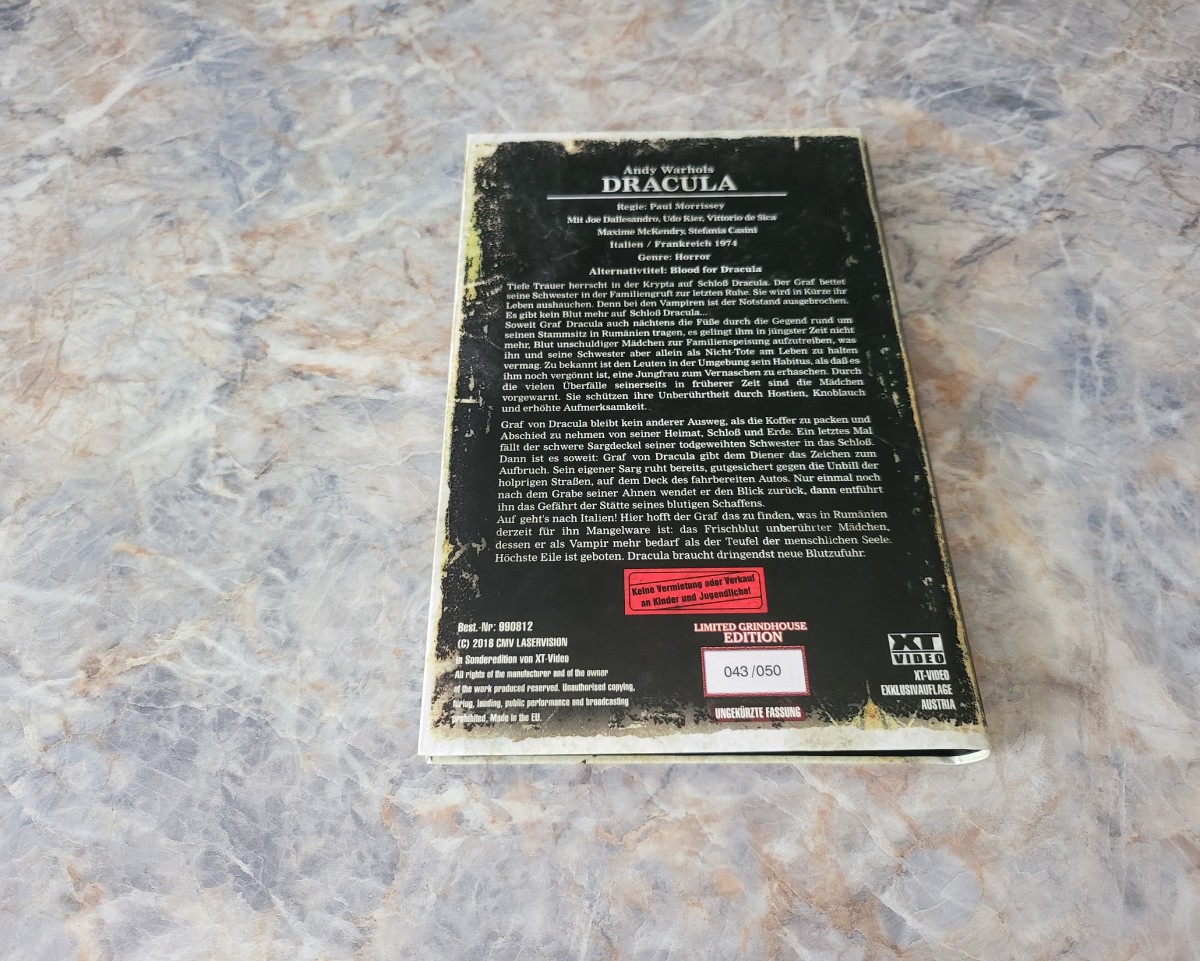 Andy Warhols
DRACULA
Regie: Paul Morrissey
Mit Joe Dallesandro, Udo Kier, Vittorio de Sica
Maxime McKendry, Stefania Casini
Italien / Frankreich 1974
Genre: Horror
Alternativtitel: Blood for Dracula
Tiefe Trauer herrscht in der Krypta auf Schloß Dracula. Der Graf bettet
seine Schwester in der Familiengruft zur letzten Ruhe. Sie wird in Kürze ihr
Leben aushauchen. Denn bei den Vampiren ist der Notstand ausgebrochen.
Es gibt kein Blut mehr auf Schloß Dracula...
Soweit Graf Dracula auch nächtens die Füße durch die Gegend rund um
seinen Stammsitz in Rumänien tragen, es gelingt ihm in jüngster Zeit nicht
mehr, Blut unschuldiger Mädchen zur Familienspeisung aufzutreiben, was
ihn und seine Schwester aber allein als Nicht-Tote am Leben zu halten
vermag. Zu bekannt ist den Leuten in der Umgebung sein Habitus, als daß es
ihm noch vergönnt ist, eine Jungfrau zum Vernaschen zu erhaschen. Durch
die vielen Überfälle seinerseits in früherer Zeit sind die Mädchen
vorgewarnt. Sie schützen ihre Unberührtheit durch Hostien, Knoblauch
und erhöhte Aufmerksamkeit.
Graf von Dracula bleibt kein anderer Ausweg, als die Koffer zu packen und
Abschied zu nehmen von seiner Heimat, Schloß und Erde. Ein letztes Mal
fällt der schwere Sargdeckel seiner todgeweihten Schwester in das Schloß.
Dann ist es soweit: Graf von Dracula gibt dem Diener das Zeichen zum
Aufbruch. Sein eigener Sarg ruht bereits, gutgesichert gegen die Unbill der
holprigen Straßen, auf dem Deck des fahrbereiten Autos. Nur einmal noch
nach dem Grabe seiner Ahnen wendet er den Blick zurück, dann entführt
ihn das Gefährt der Stätte seines blutigen Schaffens.
Auf geht's nach Italien! Hier hofft der Graf das zu finden, was in Rumänien
derzeit für ihn Mangelware ist: das Frischblut unberührter Mädchen,
dessen er als Vampir mehr bedarf als der Teufel der menschlichen Seele.
Höchste Eile ist geboten. Dracula braucht dringendst neue Blutzufuhr.
Keine Vermietung oder Verkauf
an Kinder und Jugendliche!
Best.-Nr: 990812
(C) 2018 CMV LASERVISION
in Sonderedition von XT-Video
All rights of the manufacturer and of the owner
of the work produced reserved. Unauthorised copying,
hiring, lending, public performance and broadcasting
prohibited. Made in the EU.
LIMITED GRINDHOUSE
EDITION
043/050
UNGEKÜRZTE FASSUNG
XT
VIDEO
XT-VIDEO
EXKLUSIVAUFLAGE
AUSTRIA